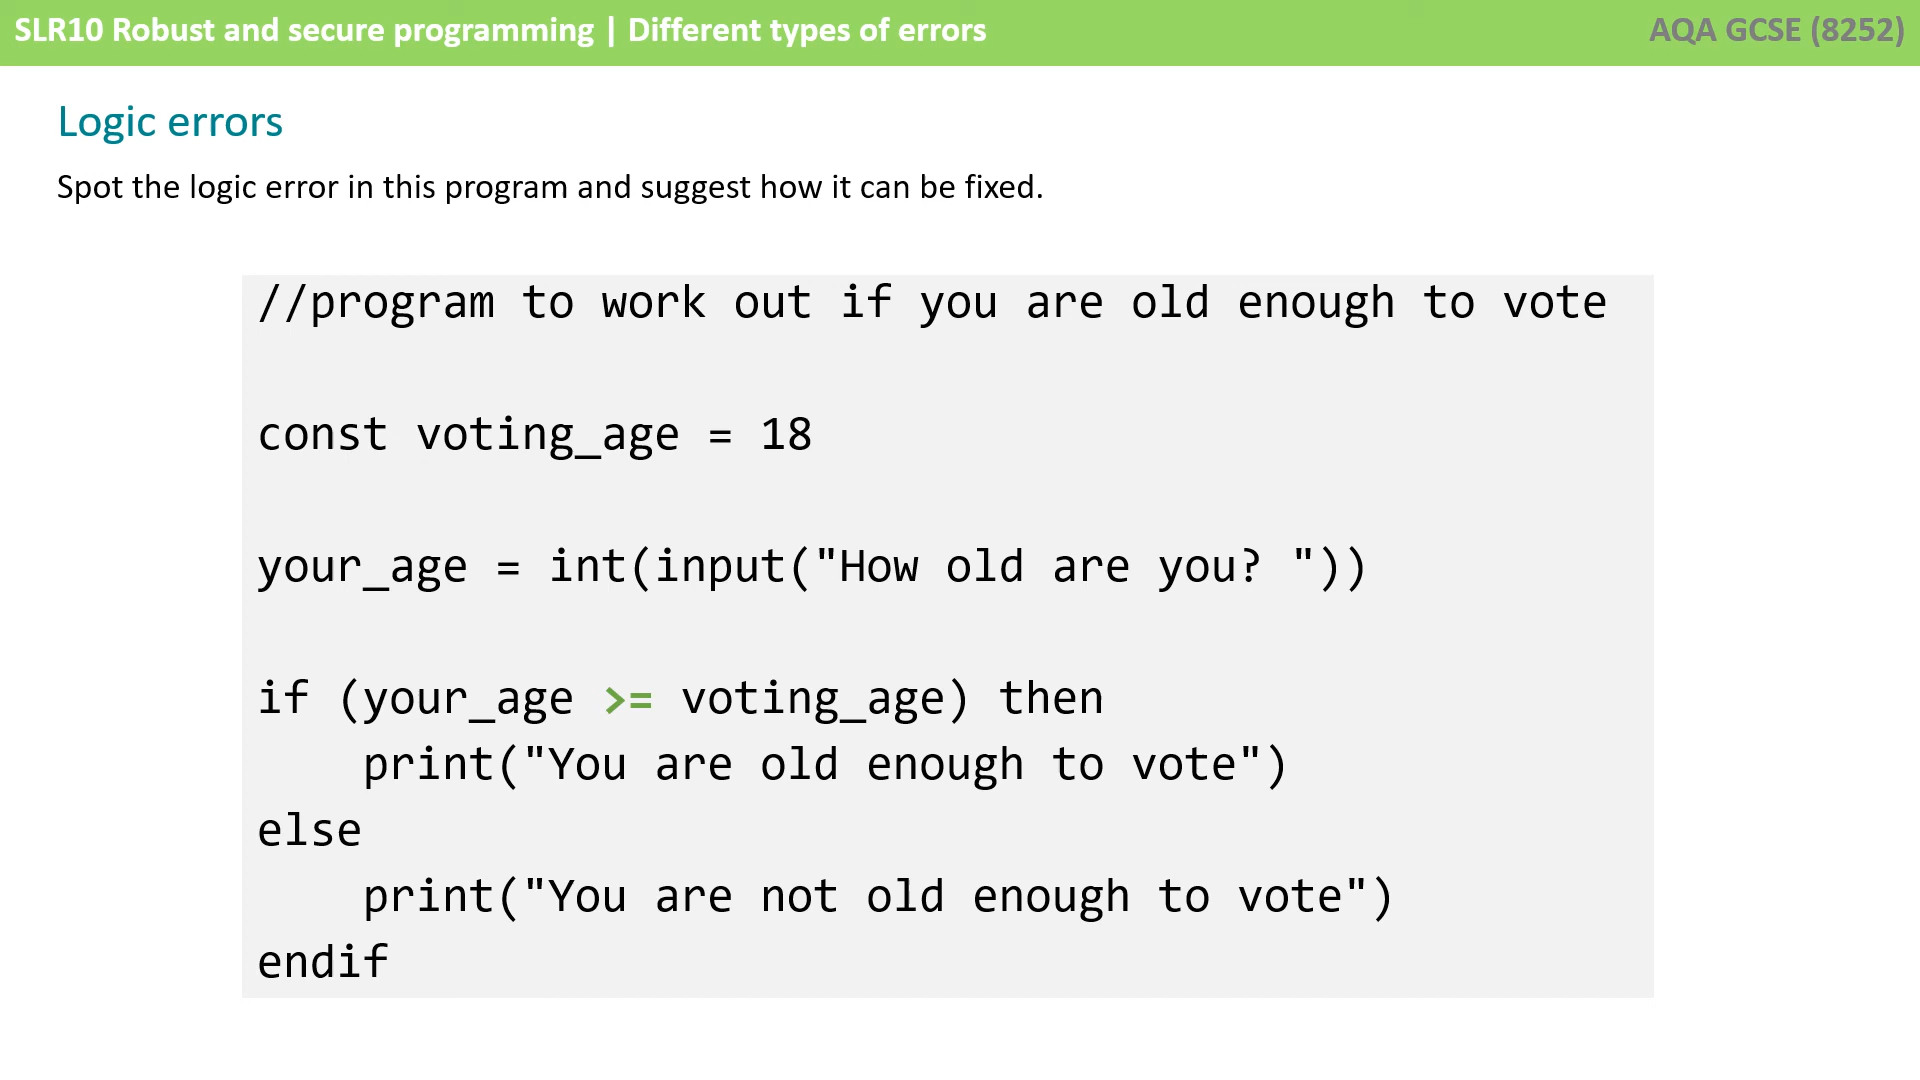 SLR10 Robust and secure programming | Different types of errors
AQA GCSE (8252)
Logic errors
Spot the logic error in this program and suggest how it can be fixed.
//program to work out if you are old enough to vote
const voting_age = 18
your_age = int(input("How old are you? "))
if (your_age >= voting_age) then
    print("You are old enough to vote")
else
    print("You are not old enough to vote")
endif